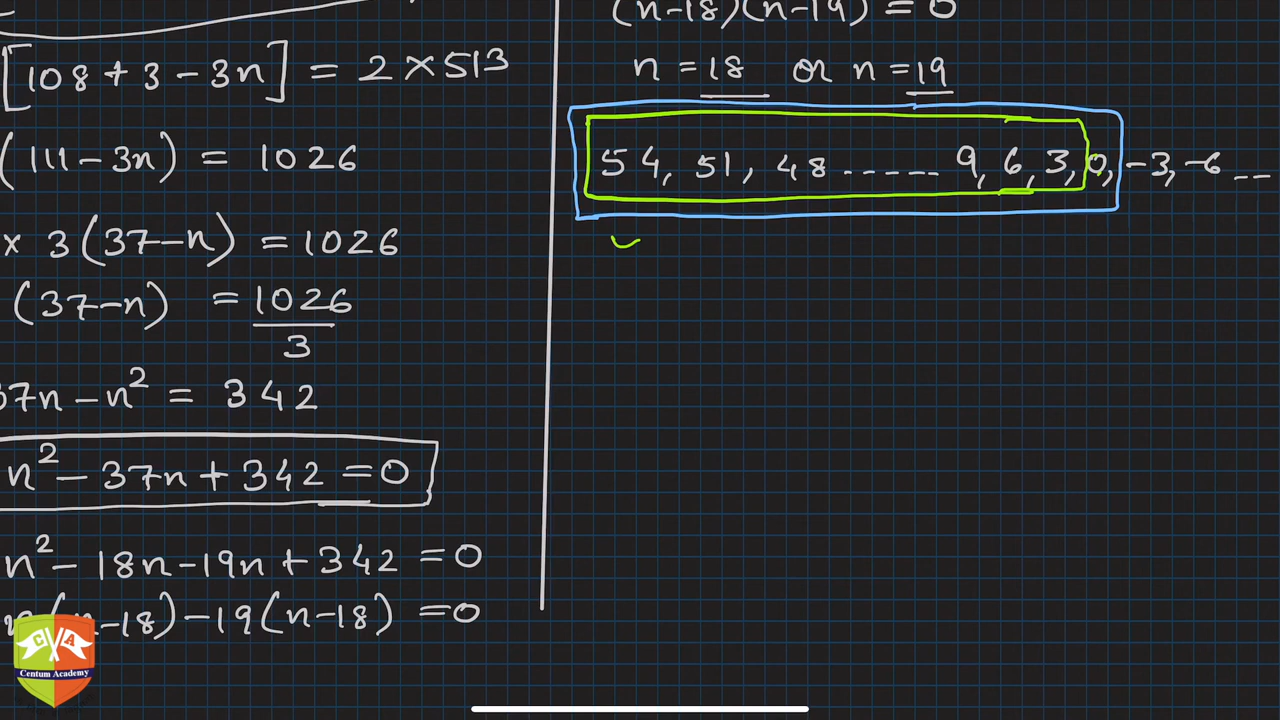 [108 + 3 - 3n] = 2 × 513
(111 - 3n) = 1026
× 3 (37 - n) = 1026
(37 - n) = 1026/3
37n - n² = 342
n² - 37n + 342 = 0
n² - 18n - 19n + 342 = 0
n(n-18) - 19(n-18) = 0
(n-18)(n-19) = 0
n = 18 or n = 19
54, 51, 48 ------ 9, 6, 3, 0, -3, -6 --
C A
Centum Academy